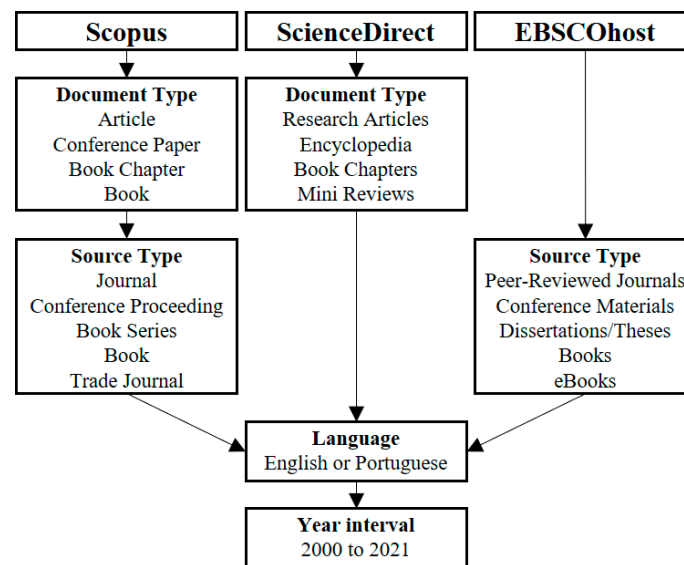 Scopus
ScienceDirect
EBSCOhost
Document Type
Article
Conference Paper
Book Chapter
Book
Document Type
Research Articles
Encyclopedia
Book Chapters
Mini Reviews
Source Type
Journal
Conference Proceeding
Book Series
Book
Trade Journal
Source Type
Peer-Reviewed Journals
Conference Materials
Dissertations/Theses
Books
eBooks
Language
English or Portuguese
Year interval
2000 to 2021